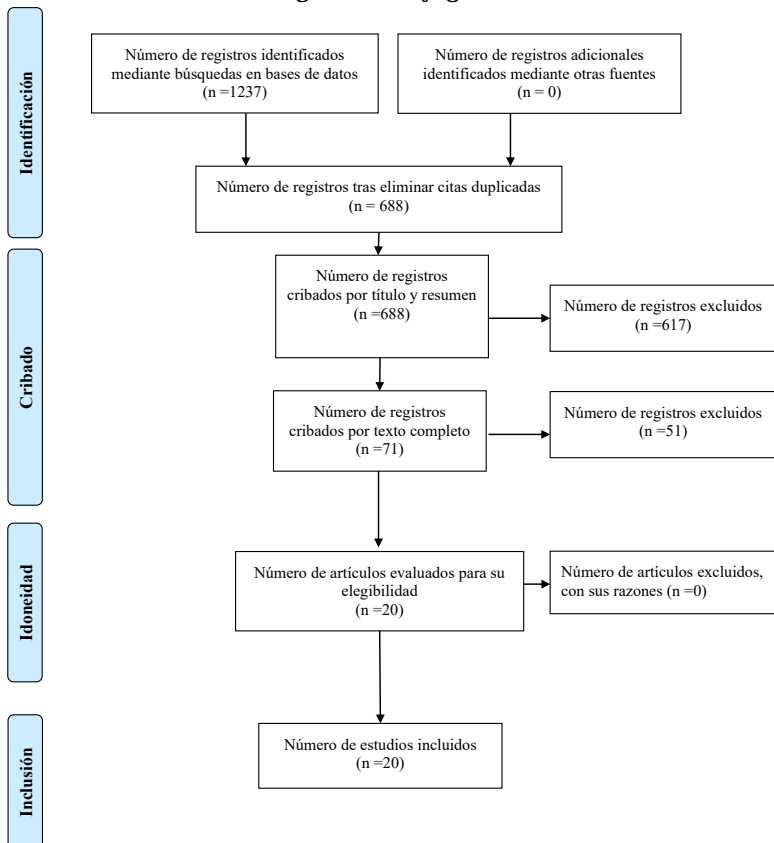 Identificación
Número de registros identificados
mediante búsquedas en bases de datos
(n =1237)
Número de registros adicionales
identificados mediante otras fuentes
(n = 0)
Número de registros tras eliminar citas duplicadas
(n = 688)
Cribado
Número de registros
cribados por título y resumen
(n =688)
Número de registros excluidos
(n =617)
Número de registros
cribados por texto completo
(n =71)
Número de registros excluidos
(n =51)
Idoneidad
Número de artículos evaluados para su
elegibilidad
(n =20)
Número de artículos excluidos,
con sus razones (n =0)
Inclusión
Número de estudios incluidos
(n =20)